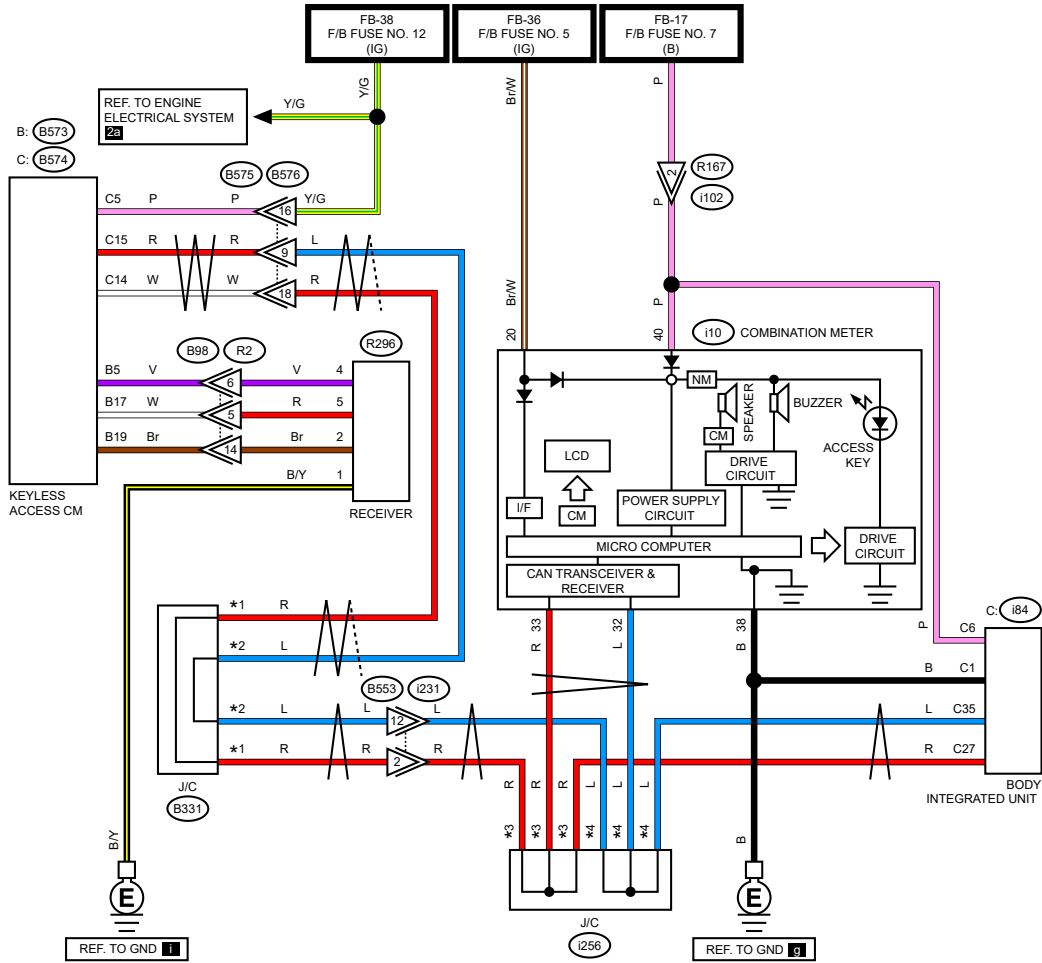 FB-38
F/B FUSE NO. 12
(IG)
FB-36
F/B FUSE NO. 5
(IG)
FB-17
F/B FUSE NO. 7
(B)
Y/G
Br/W
P
REF. TO ENGINE
ELECTRICAL SYSTEM
2a
Y/G
B: B573
C: B574
B575 B576
R167
i102
2
P
C5 P P 16 Y/G
C15 R R 9 L
C14 W W 18 R
Br/W
P
20
40
i10 COMBINATION METER
B98 R2
R296
B5 V 6 V 4
B17 W 5 R 5
B19 Br 14 Br 2
B/Y 1
KEYLESS
ACCESS CM
RECEIVER
NM
SPEAKER
BUZZER
CM
ACCESS
KEY
LCD
DRIVE
CIRCUIT
I/F
CM
POWER SUPPLY
CIRCUIT
MICRO COMPUTER
DRIVE
CIRCUIT
CAN TRANSCEIVER &
RECEIVER
*1 R
*2 L
33
32
38
R
L
B
P
C: i84
C6
B C1
B553 i231
*2 L L 12 L
L C35
*1 R R 2 R
R C27
J/C
B331
BODY
INTEGRATED UNIT
R
R
R
L
L
L
*3
*3
*3
*4
*4
*4
B/Y
B
E
E
REF. TO GND i
J/C
i256
REF. TO GND g